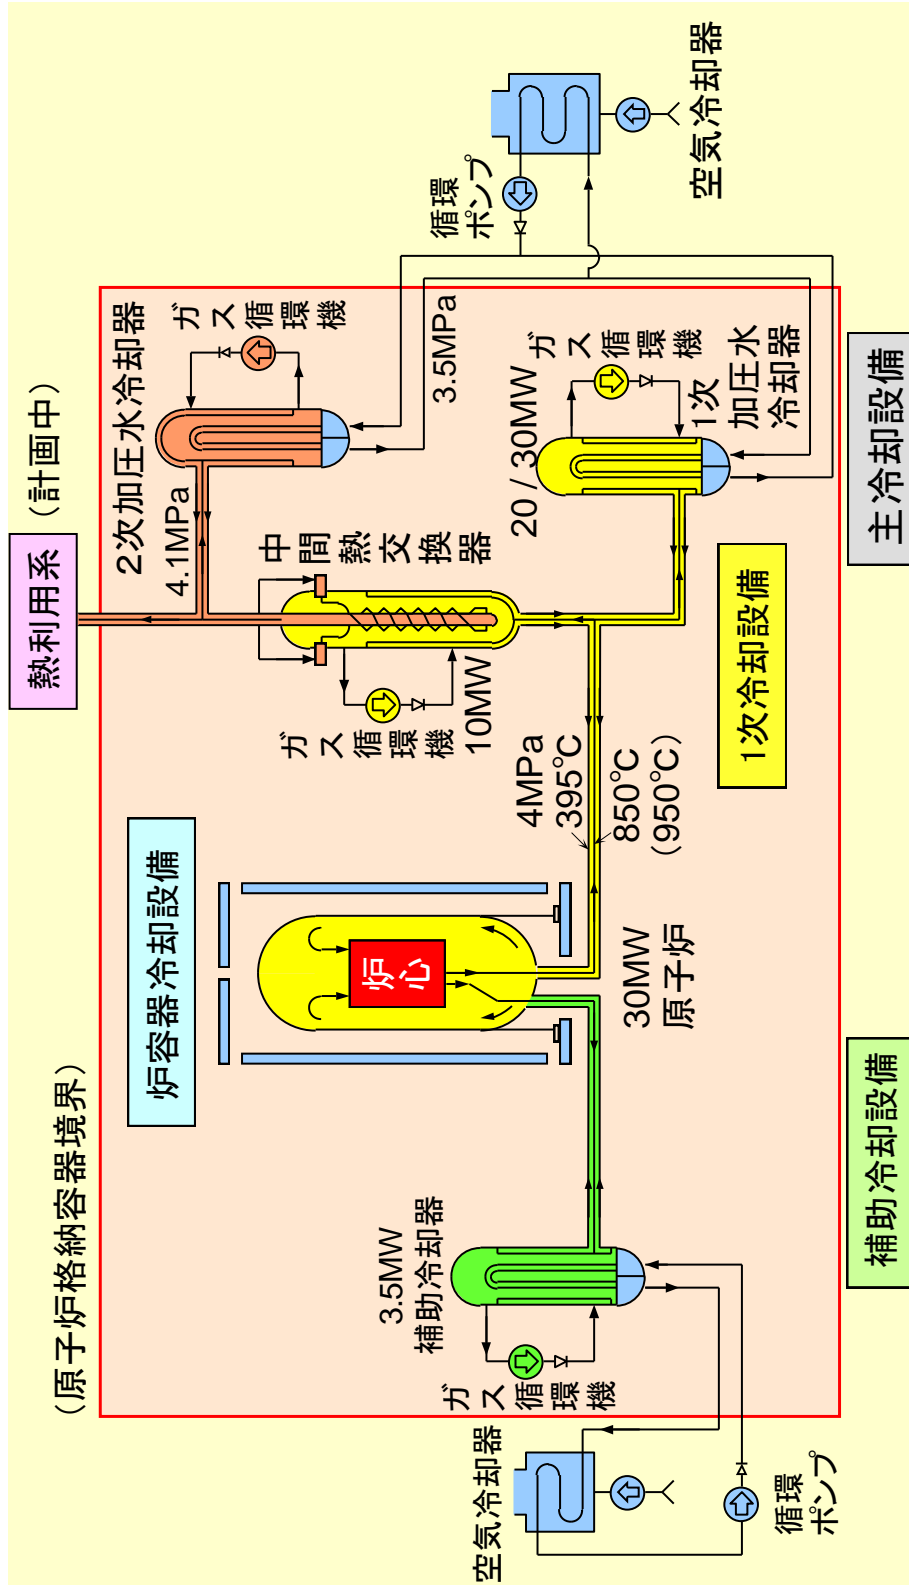 (原子炉格納容器境界)
炉容器冷却設備
熱利用系
(計画中)
2次加圧水冷却器
4.1MPa
ガス循環機
3.5MPa
循環
ポンプ
空気冷却器
中間熱交換器
ガス循環機
10MW
20 / 30MW
ガス循環機
1次
加圧水
冷却器
4MPa
395℃
850℃
(950℃)
1次冷却設備
主冷却設備
炉心
30MW
原子炉
3.5MW
補助冷却器
ガス循環機
空気冷却器
循環
ポンプ
補助冷却設備